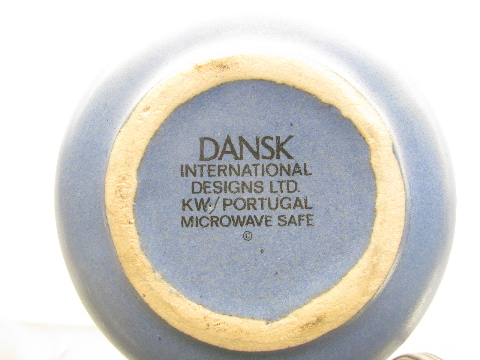 DANSK
INTERNATIONAL
DESIGNS LTD.
KW./PORTUGAL
MICROWAVE SAFE
©